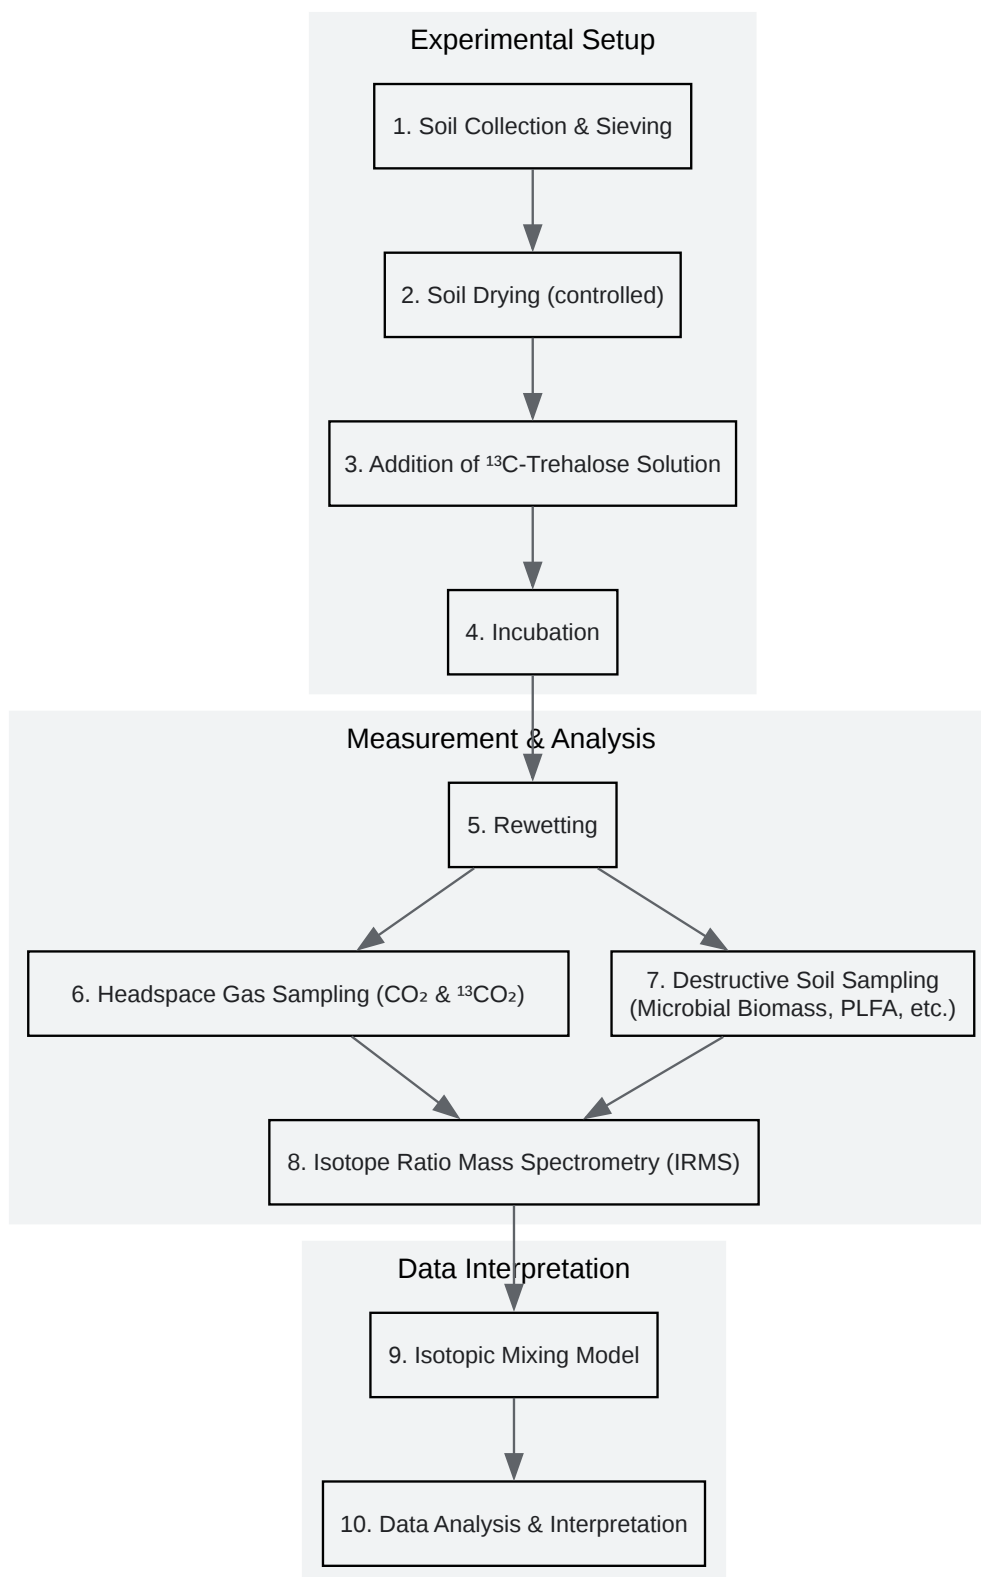 Experimental Setup
1. Soil Collection & Sieving
2. Soil Drying (controlled)
3. Addition of ¹³C-Trehalose Solution
4. Incubation
Measurement & Analysis
5. Rewetting
6. Headspace Gas Sampling (CO₂ & ¹³CO₂)
7. Destructive Soil Sampling
(Microbial Biomass, PLFA, etc.)
8. Isotope Ratio Mass Spectrometry (IRMS)
Data Interpretation
9. Isotopic Mixing Model
10. Data Analysis & Interpretation